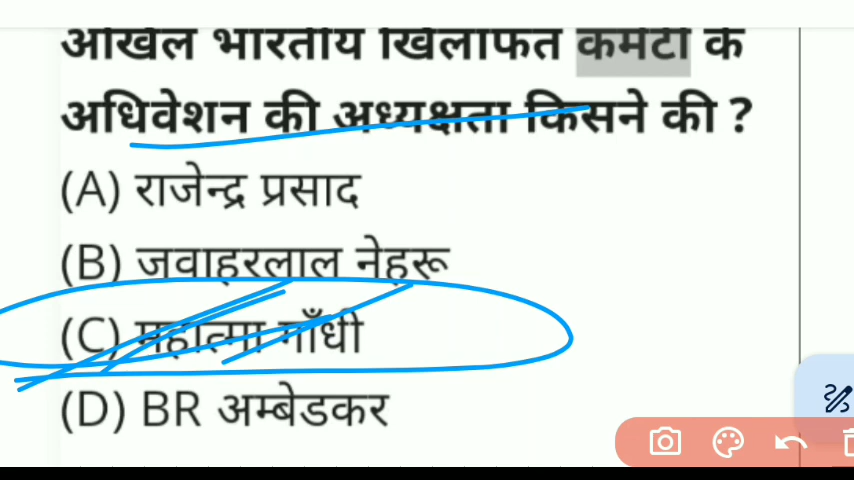 अखिल भारतीय खिलाफत कमेटी के
अधिवेशन की अध्यक्षता किसने की ?
(A) राजेन्द्र प्रसाद
(B) जवाहरलाल नेहरू
(C) महात्मा गाँधी
(D) BR अम्बेडकर